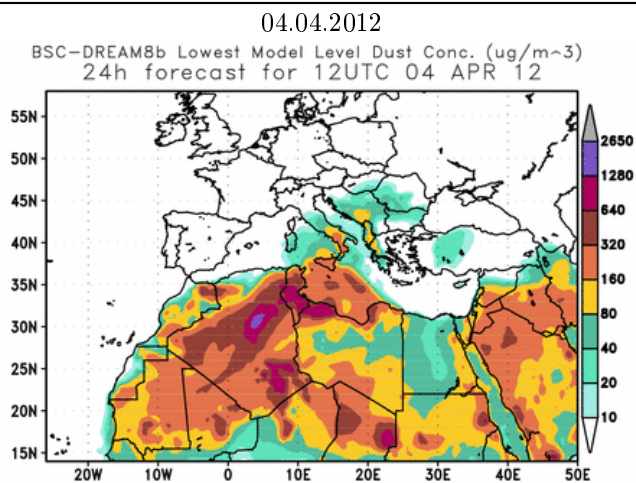 04.04.2012
BSC-DREAM8b Lowest Model Level Dust Conc. (ug/m^3)
24h forecast for 12UTC 04 APR 12
55N
50N
45N
40N
35N
30N
25N
20N
15N
20W
10W
0
10E
20E
30E
40E
50E
2650
1280
640
320
160
80
40
20
10